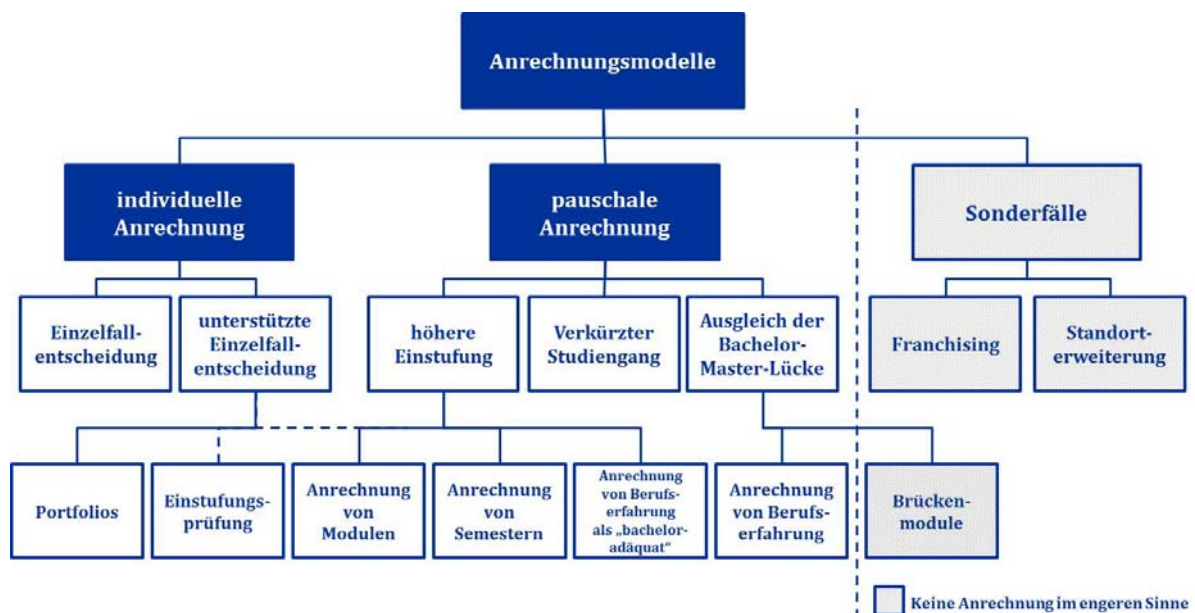 Anrechnungsmodelle
individuelle
Anrechnung
pauschale
Anrechnung
Sonderfälle
Einzelfall-
entscheidung
unterstützte
Einzelfall-
entscheidung
höhere
Einstufung
Verkürzter
Studiengang
Ausgleich der
Bachelor-
Master-Lücke
Franchising
Standort-
erweiterung
Portfolios
Einstufungs-
prüfung
Anrechnung
von
Modulen
Anrechnung
von
Semestern
Anrechnung
von Berufs-
erfahrung
als „bachelor-
adäquat“
Anrechnung
von Berufs-
erfahrung
Brücken-
module
Keine Anrechnung im engeren Sinne